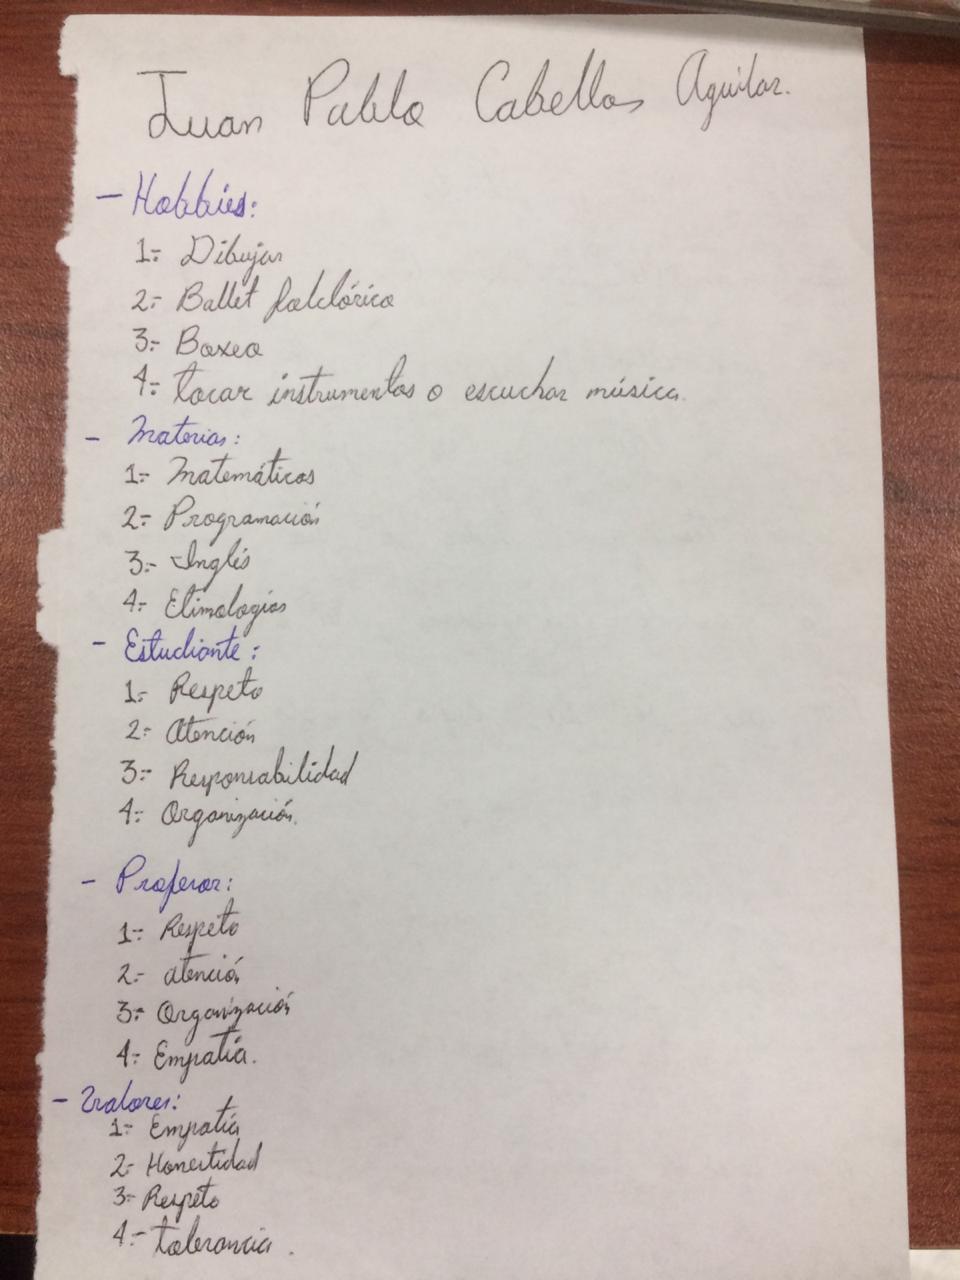 Juan Pablo Cabellos Aguilar.
- Hobbies:
1.- Dibujar
2.- Ballet folclórico
3.- Boxeo
4.- tocar instrumentos o escuchar música.
- Materias:
1.- Matemáticas
2.- Programación
3.- Inglés
4.- Etimologías
- Estudiante:
1.- Respeto
2.- Atención
3.- Responsabilidad
4.- Organización.
- Profesor:
1.- Respeto
2.- atención
3.- Organización
4.- Empatía.
- Valores:
1.- Empatía
2.- Honestidad
3.- Respeto
4.- tolerancia.